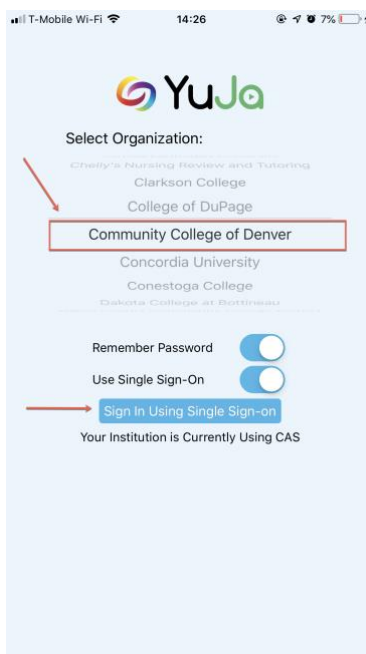 T-Mobile Wi-Fi 14:26 7%
YuJa
Select Organization:
Chelly's Nursing Review and Tutoring
Clarkson College
College of DuPage
Community College of Denver
Concordia University
Conestoga College
Dakota College at Bottineau
Remember Password
Use Single Sign-On
Sign In Using Single Sign-on
Your Institution is Currently Using CAS